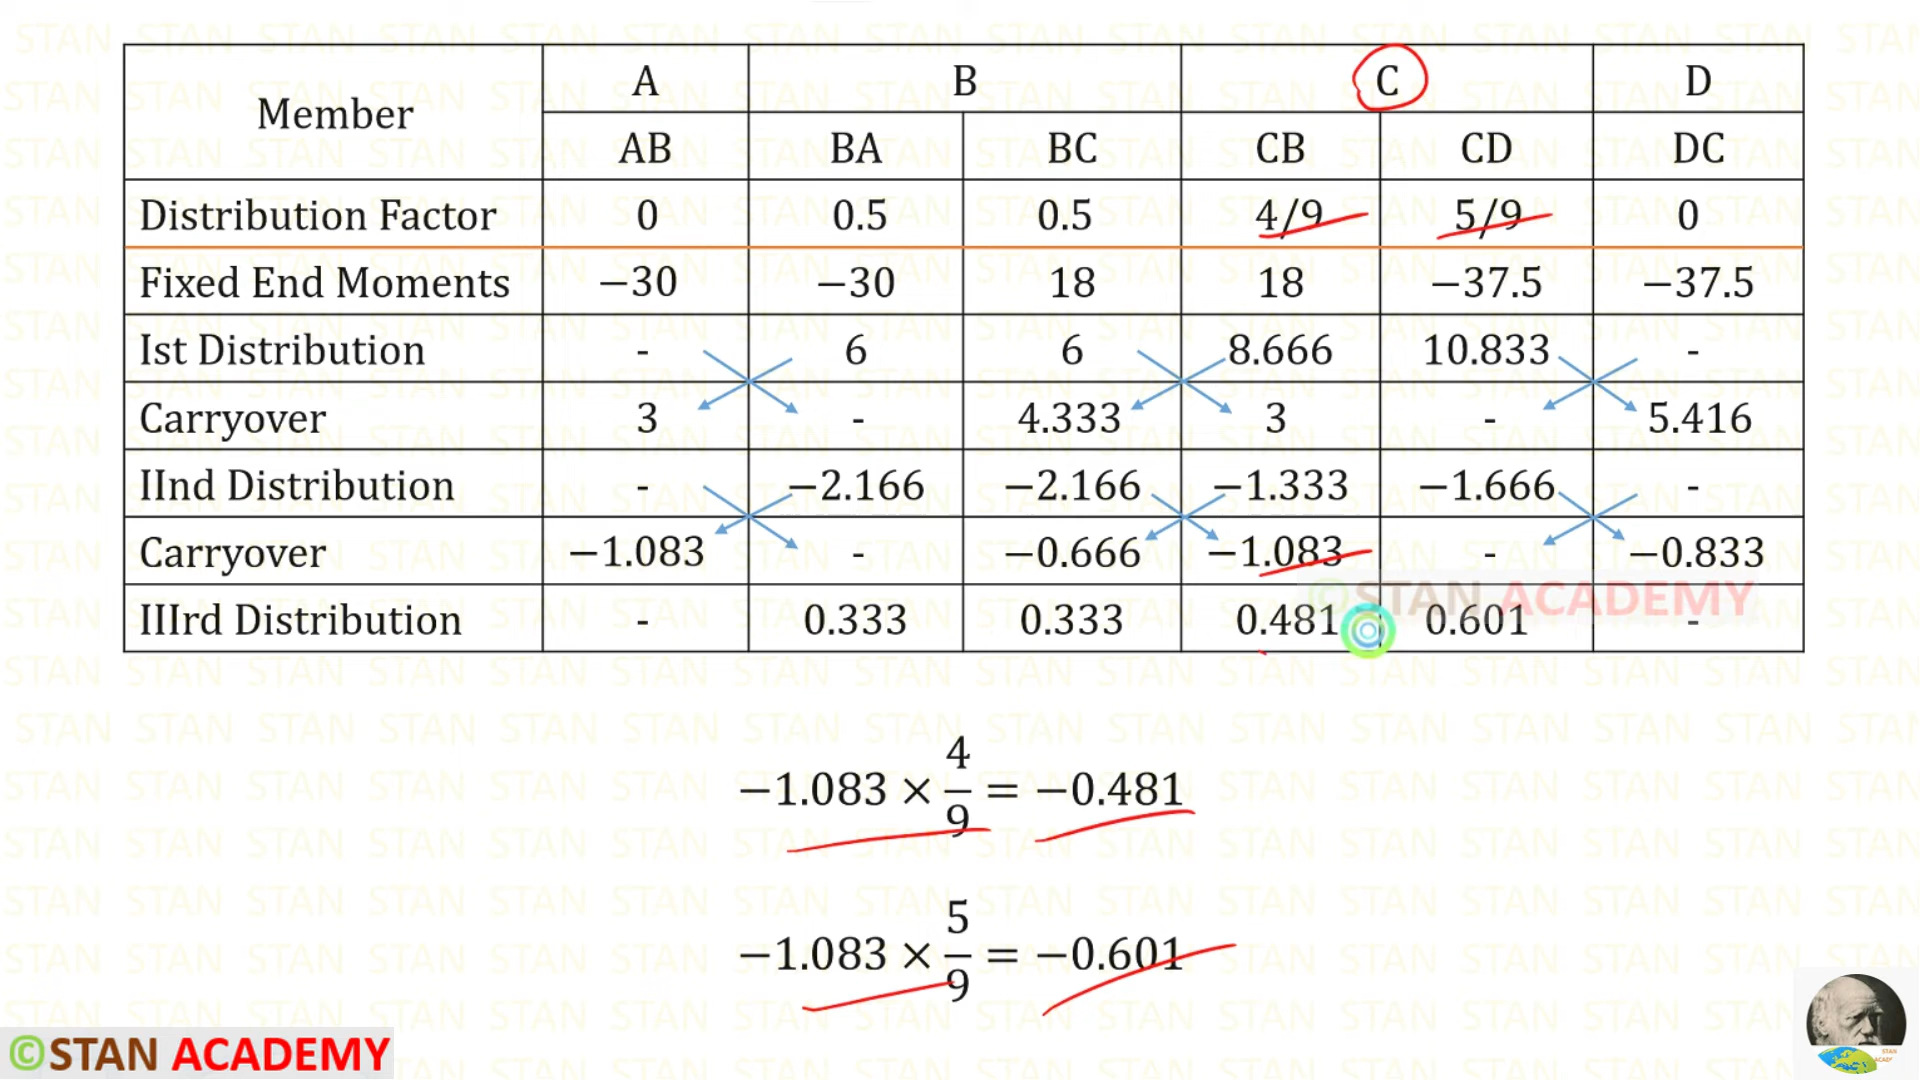 Member A B C D
AB BA BC CB CD DC
Distribution Factor 0 0.5 0.5 4/9 5/9 0
Fixed End Moments −30 −30 18 18 −37.5 −37.5
Ist Distribution - 6 6 8.666 10.833 -
Carryover 3 - 4.333 3 - 5.416
IInd Distribution - −2.166 −2.166 −1.333 −1.666 -
Carryover −1.083 - −0.666 −1.083 - −0.833
IIIrd Distribution - 0.333 0.333 0.481 0.601 -
©STAN ACADEMY
−1.083 × 4/9 = −0.481
−1.083 × 5/9 = −0.601
©STAN ACADEMY